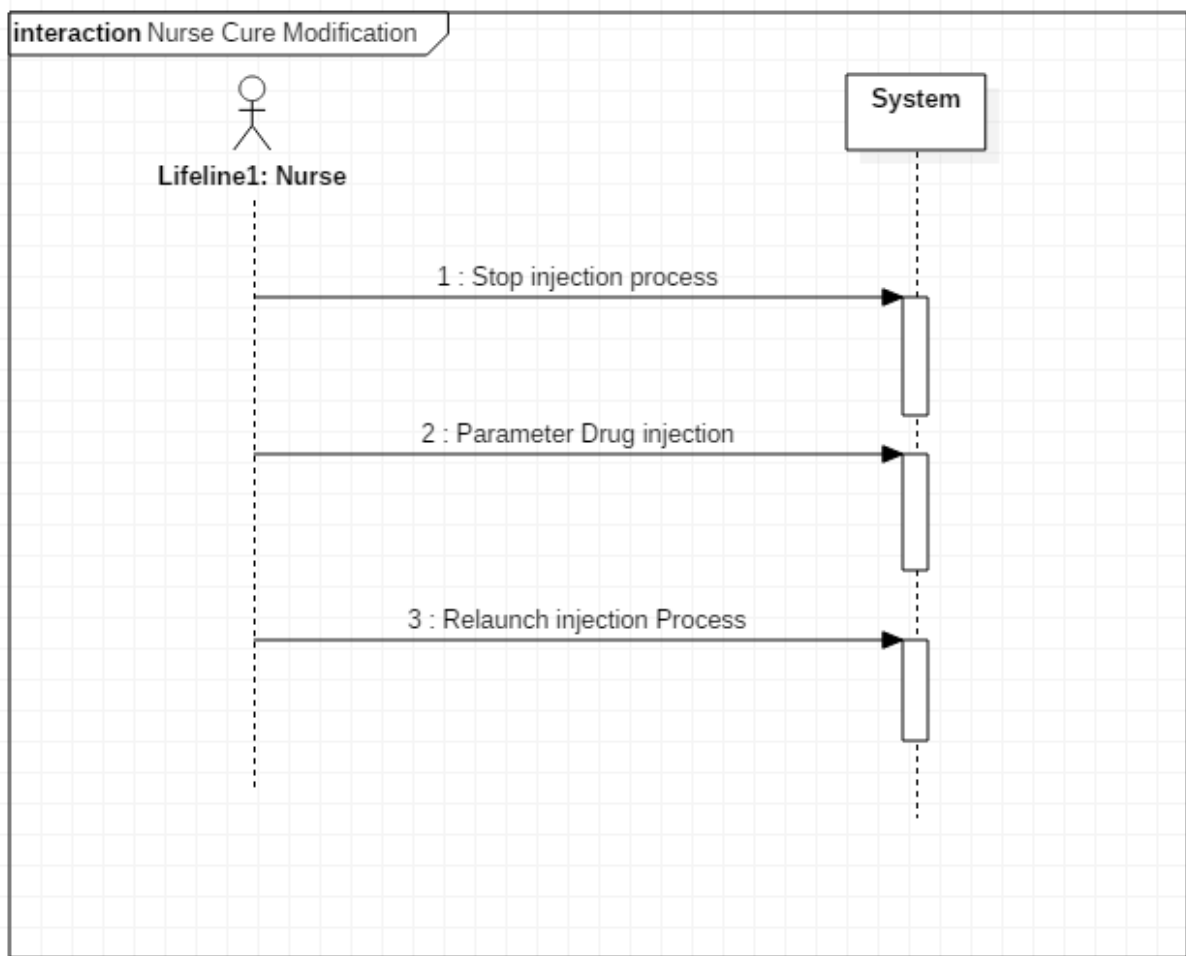 interaction Nurse Cure Modification
System
Lifeline1: Nurse
1 : Stop injection process
2 : Parameter Drug injection
3 : Relaunch injection Process